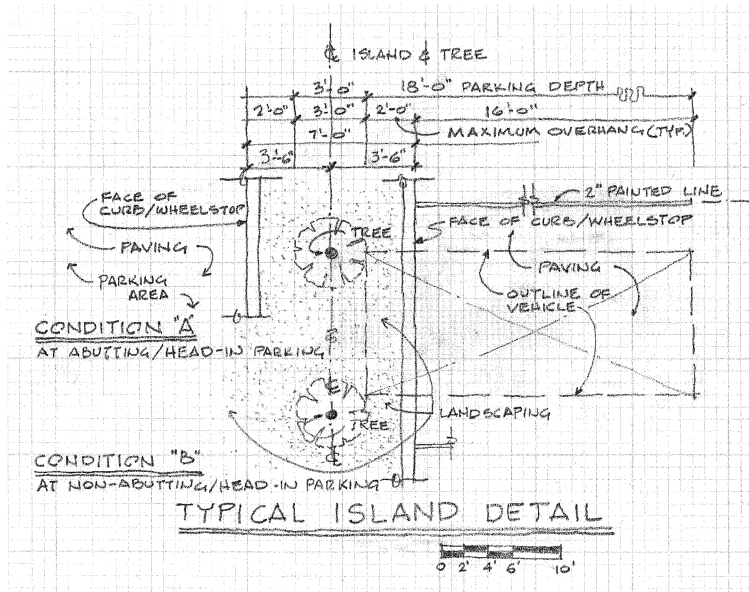 ℄ ISLAND & TREE
3'-0" 18'-0" PARKING DEPTH
2'-0" 3'-0" 2'-0" 16'-0"
7'-0" MAXIMUM OVERHANG (TYP.)
3'-6" 3'-6"
FACE OF
CURB/WHEELSTOP
2" PAINTED LINE
FACE OF CURB/WHEELSTOP
TREE
PAVING
PAVING
PARKING
AREA
OUTLINE OF
VEHICLE
CONDITION "A"
AT ABUTTING/HEAD-IN PARKING
LANDSCAPING
TREE
℄
CONDITION "B"
AT NON-ABUTTING/HEAD-IN PARKING
TYPICAL ISLAND DETAIL
0 2' 4' 6' 10'